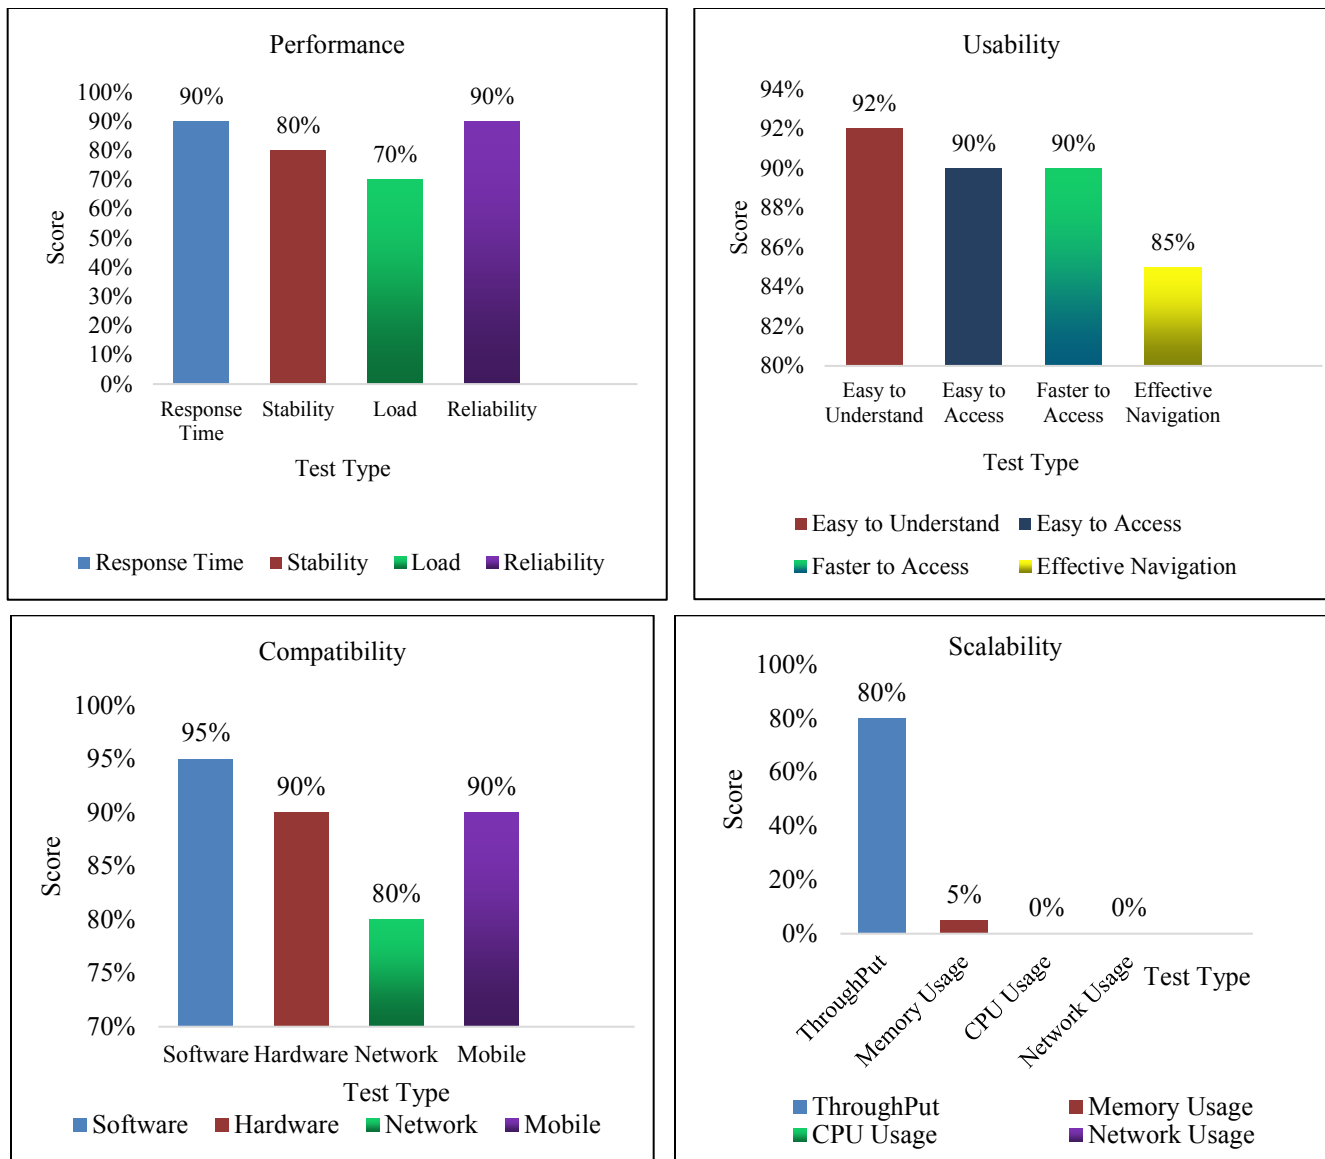 Performance
100%
90%
80%
70%
60%
50%
40%
30%
20%
10%
0%
90%
80%
70%
90%
Score
Response Time
Stability
Load
Reliability
Test Type
Response Time Stability Load Reliability
Usability
94%
92%
90%
88%
86%
84%
82%
80%
92%
90%
90%
85%
Score
Easy to Understand
Easy to Access
Faster to Access
Effective Navigation
Test Type
Easy to Understand Easy to Access
Faster to Access Effective Navigation
Compatibility
100%
95%
90%
85%
80%
75%
70%
95%
90%
80%
90%
Score
Software Hardware Network Mobile
Test Type
Software Hardware Network Mobile
Scalability
100%
80%
60%
40%
20%
0%
80%
5%
0%
0%
Score
ThroughPut
Memory Usage
CPU Usage
Network Usage
Test Type
ThroughPut Memory Usage
CPU Usage Network Usage